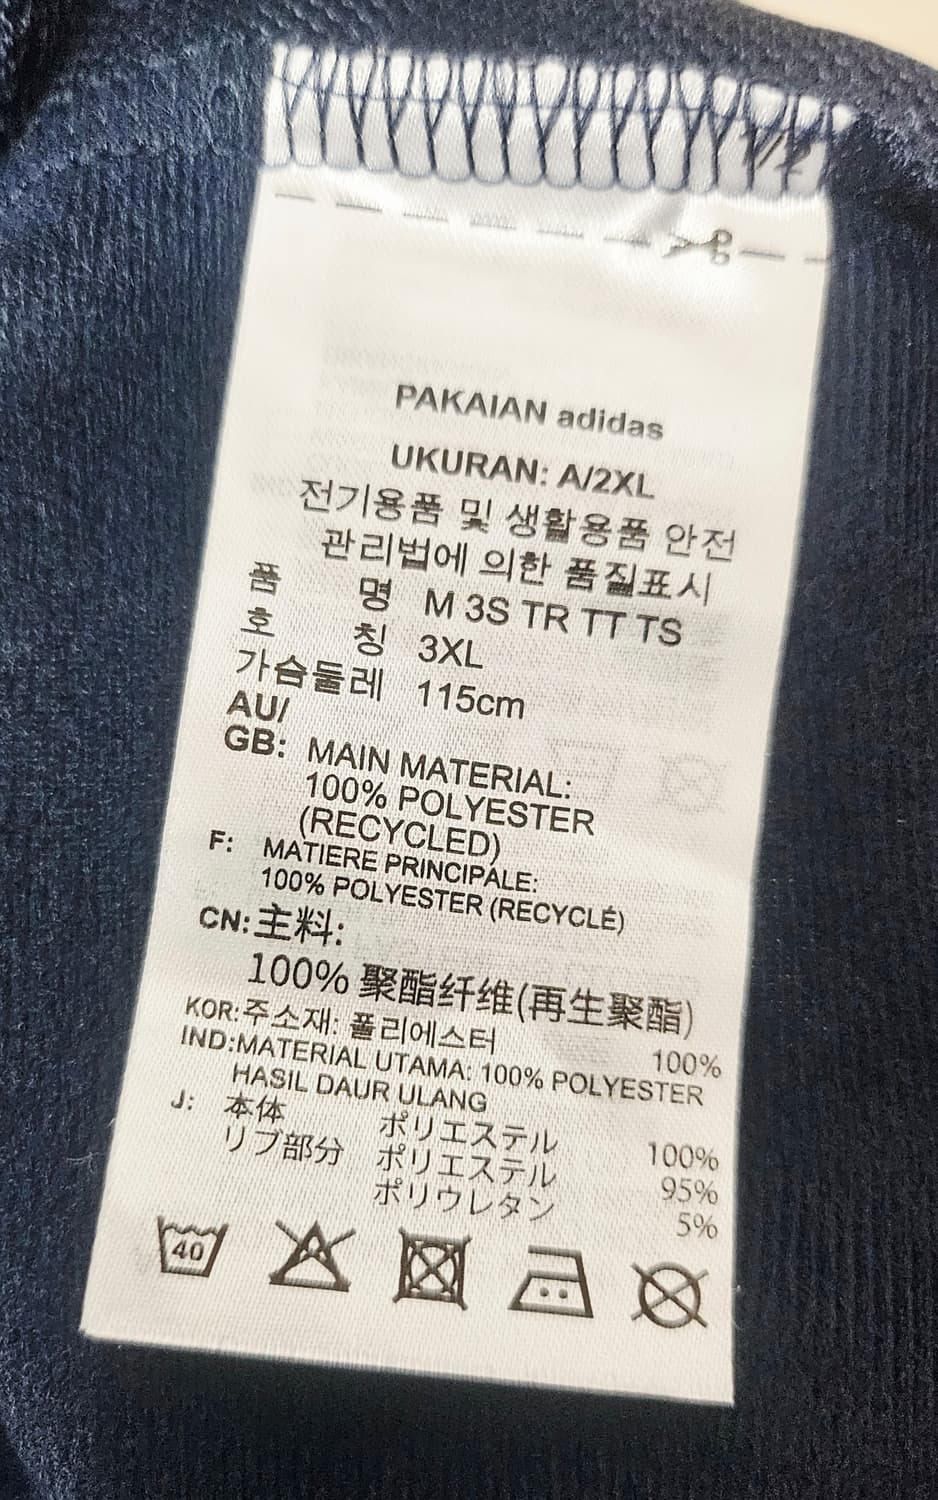 1/2
PAKAIAN adidas
UKURAN: A/2XL
전기용품 및 생활용품 안전
관리법에 의한 품질표시
품 명 M 3S TR TT TS
호 칭 3XL
가슴둘레 115cm
AU/
GB: MAIN MATERIAL:
100% POLYESTER
(RECYCLED)
F: MATIERE PRINCIPALE:
100% POLYESTER (RECYCLÉ)
CN: 主料:
100% 聚酯纤维(再生聚酯)
KOR: 주소재: 폴리에스터 100%
IND: MATERIAL UTAMA: 100% POLYESTER
HASIL DAUR ULANG
J: 本体 ポリエステル 100%
リブ部分 ポリエステル 95%
ポリウレタン 5%
40